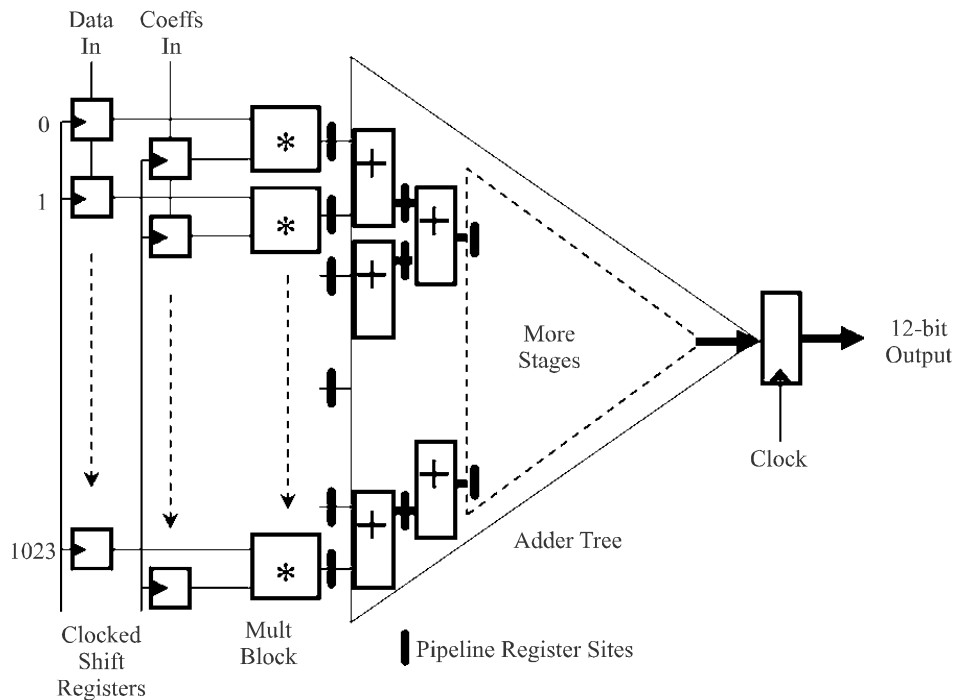 Data
In
Coeffs
In
0
*
+
1
*
+
+
More
Stages
12-bit
Output
Clock
+
+
Adder Tree
1023
*
Clocked
Shift
Registers
Mult
Block
Pipeline Register Sites